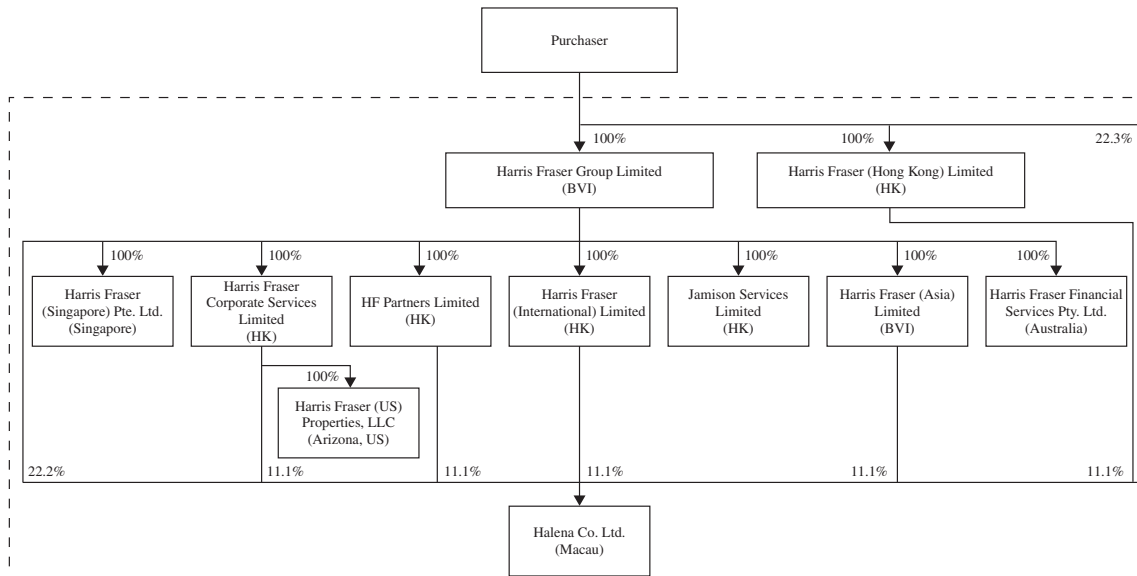 Purchaser
100%
100%
22.3%
Harris Fraser Group Limited
(BVI)
Harris Fraser (Hong Kong) Limited
(HK)
100%
100%
100%
100%
100%
100%
100%
Harris Fraser
(Singapore) Pte. Ltd.
(Singapore)
Harris Fraser
Corporate Services
Limited
(HK)
HF Partners Limited
(HK)
Harris Fraser
(International) Limited
(HK)
Jamison Services
Limited
(HK)
Harris Fraser (Asia)
Limited
(BVI)
Harris Fraser Financial
Services Pty. Ltd.
(Australia)
100%
Harris Fraser (US)
Properties, LLC
(Arizona, US)
22.2%
11.1%
11.1%
11.1%
11.1%
11.1%
Halena Co. Ltd.
(Macau)